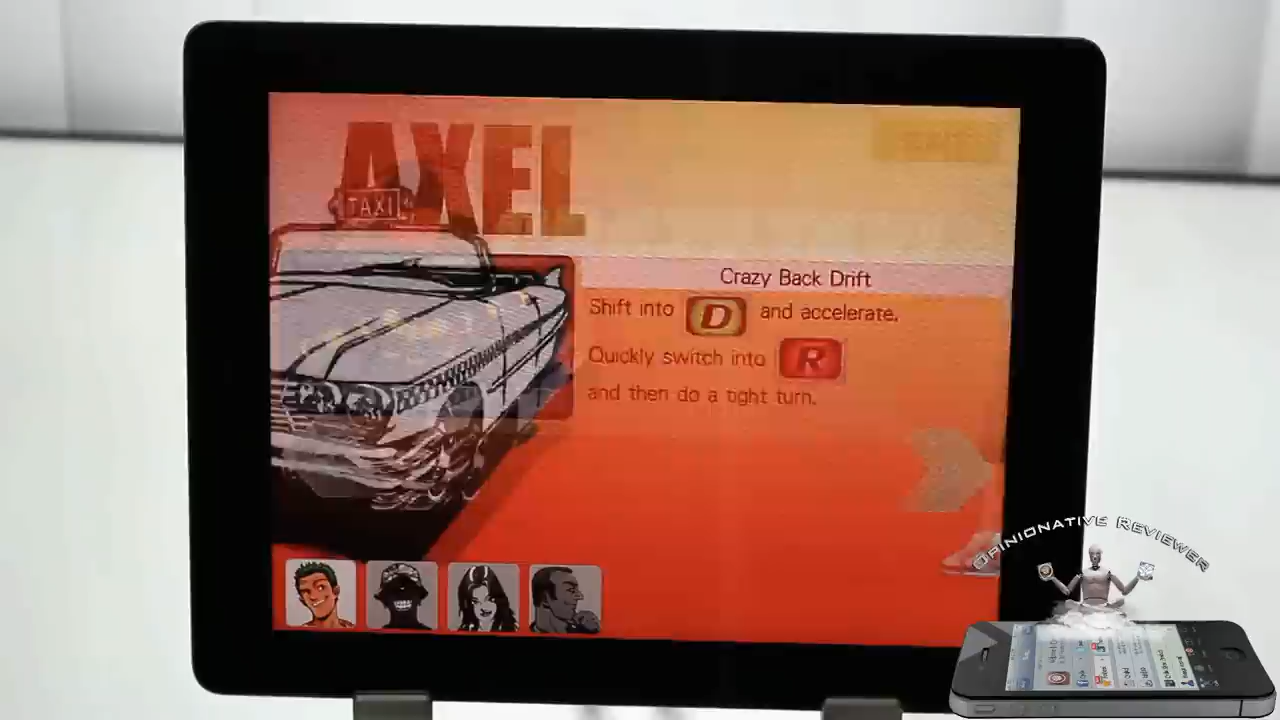 AXEL
TAXI
Crazy Back Drift
Shift into D and accelerate.
Quickly switch into R
and then do a tight turn.
OPINIONATIVE REVIEWER